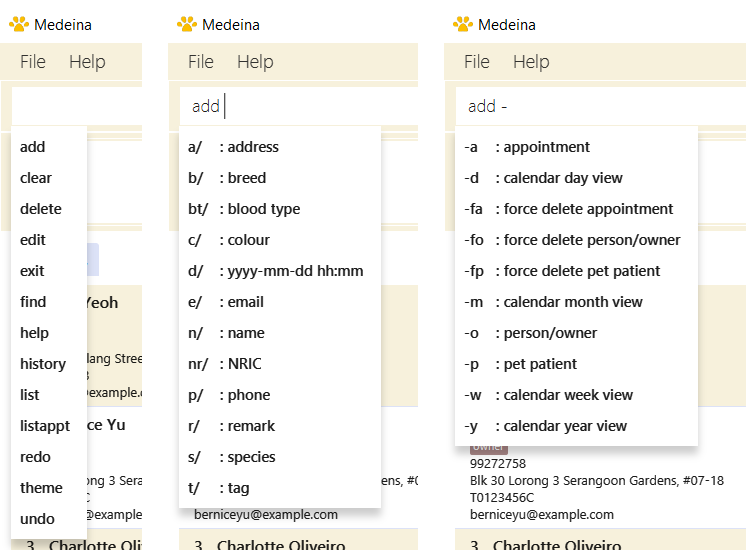 Medeina
File Help
add
clear
delete
edit
exit
find
help
history
list
listappt
redo
theme
undo
Yeoh
lang Stree
@example.c
ce Yu
ng 3 Sera
C
u@exam
3. Charlotte Oli
Medeina
File Help
add
a/ : address
b/ : breed
bt/ : blood type
c/ : colour
d/ : yyyy-mm-dd hh:mm
e/ : email
n/ : name
nr/ : NRIC
p/ : phone
r/ : remark
s/ : species
t/ : tag
ens, #0
berniceyu@example.com
3. Charlotte Oliveiro
Medeina
File Help
add -
-a : appointment
-d : calendar day view
-fa : force delete appointment
-fo : force delete person/owner
-fp : force delete pet patient
-m : calendar month view
-o : person/owner
-p : pet patient
-w : calendar week view
-y : calendar year view
owner
99272758
Blk 30 Lorong 3 Serangoon Gardens, #07-18
T0123456C
berniceyu@example.com
3. Charlotte Oliveiro